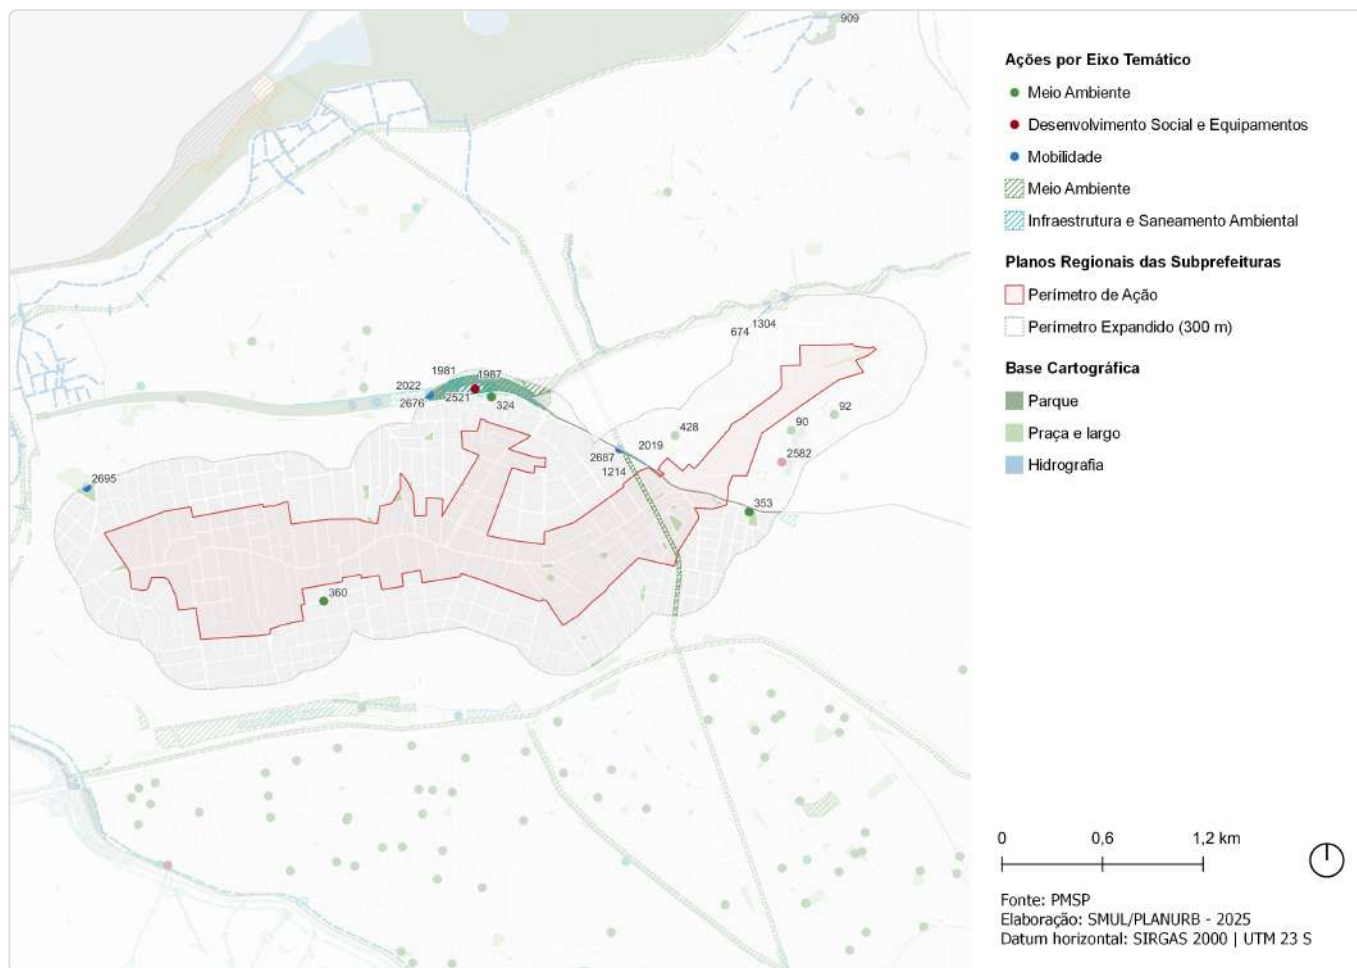 909
674
1304
1981
1987
2022
2676
2521
324
428
2019
2687
1214
90
92
2582
2695
353
360
Ações por Eixo Temático
Meio Ambiente
Desenvolvimento Social e Equipamentos
Mobilidade
Meio Ambiente
Infraestrutura e Saneamento Ambiental
Planos Regionais das Subprefeituras
Perímetro de Ação
Perímetro Expandido (300 m)
Base Cartográfica
Parque
Praça e largo
Hidrografia
0 0,6 1,2 km
Fonte: PMSP
Elaboração: SMUL/PLANURB - 2025
Datum horizontal: SIRGAS 2000 | UTM 23 S